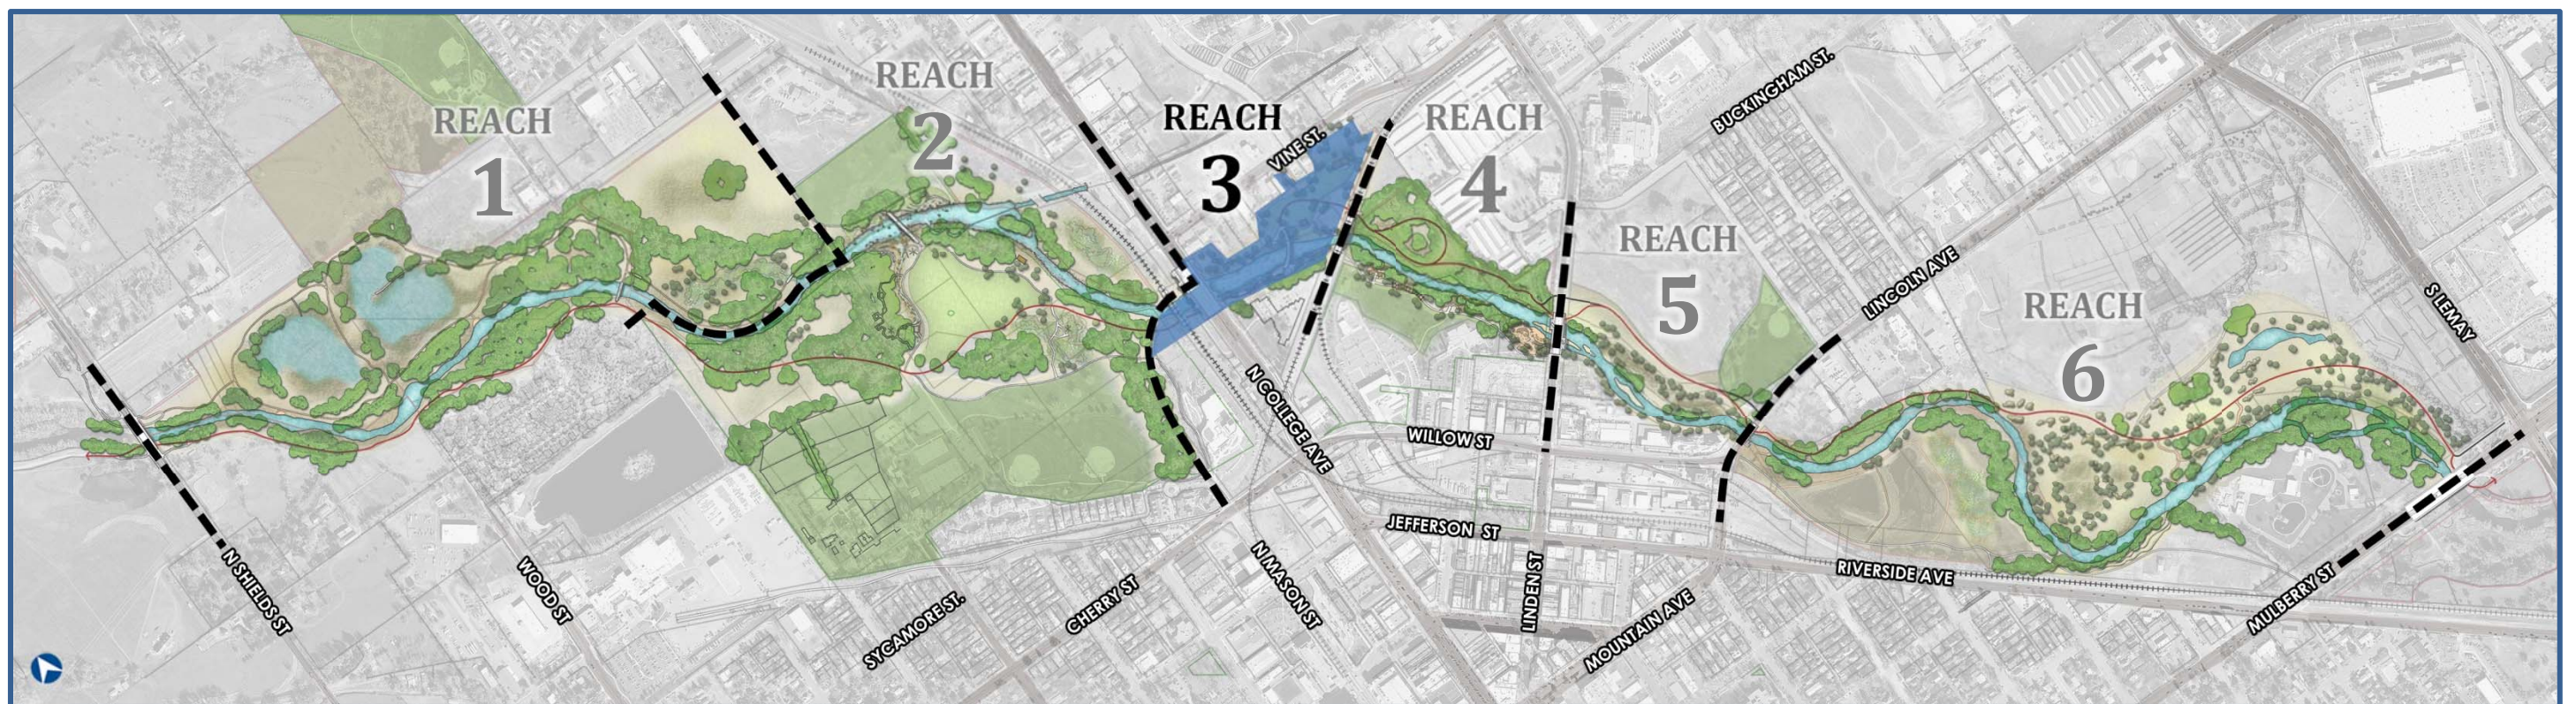 REACH
1
REACH
2
REACH
3
VINE ST.
REACH
4
REACH
5
BUCKINGHAM ST.
LINCOLN AVE
REACH
6
S LEMAY
N SHIELDS ST
WOOD ST
SYCAMORE ST.
CHERRY ST
N MASON ST
N COLLEGE AVE
WILLOW ST
JEFFERSON ST
LINDEN ST
MOUNTAIN AVE
RIVERSIDE AVE
MULBERRY ST